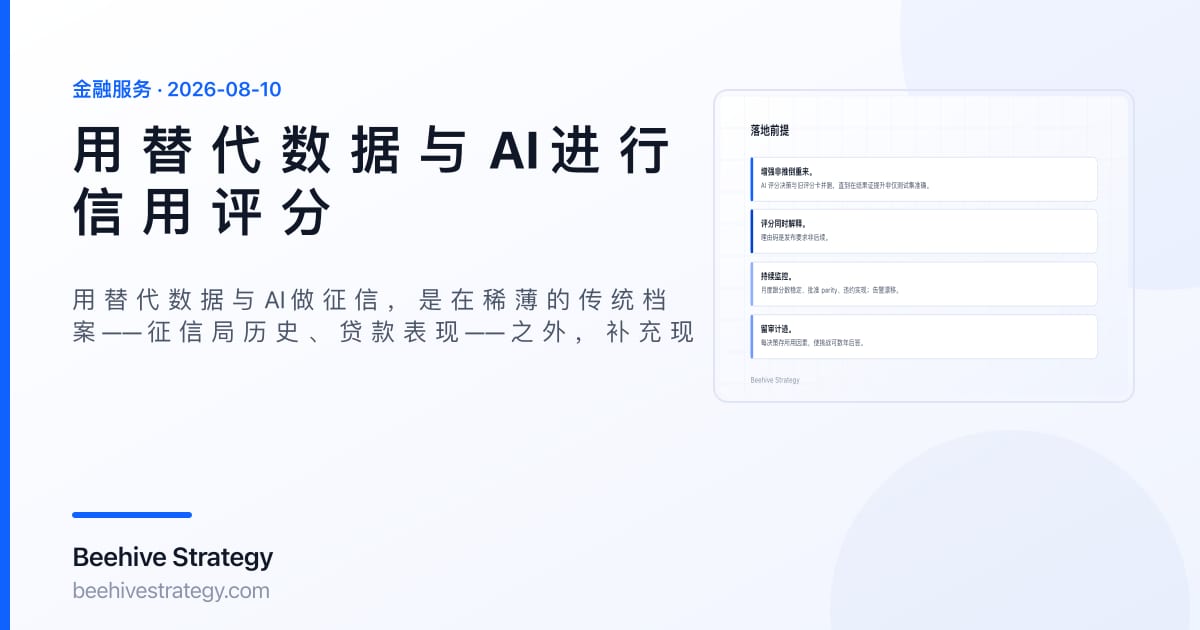 金融服务 · 2026-08-10
用替代数据与 AI进行
信用评分
用替代数据与 AI做征信，是在稀薄的传统档
案——征信局历史、贷款表现——之外，补充现
Beehive Strategy
beehivestrategy.com
落地前提
增强非推倒重来。
AI 评分决策与旧评分卡并跑，直到在结果证提升非仅测试集准确。
评分同时解释。
理由码是发布要求非后续。
持续监控。
月度跟分数稳定、批准 parity、违约实现；告警漂移。
留审计迹。
每决策存所用因素，使挑战可数年后答。
Beehive Strategy